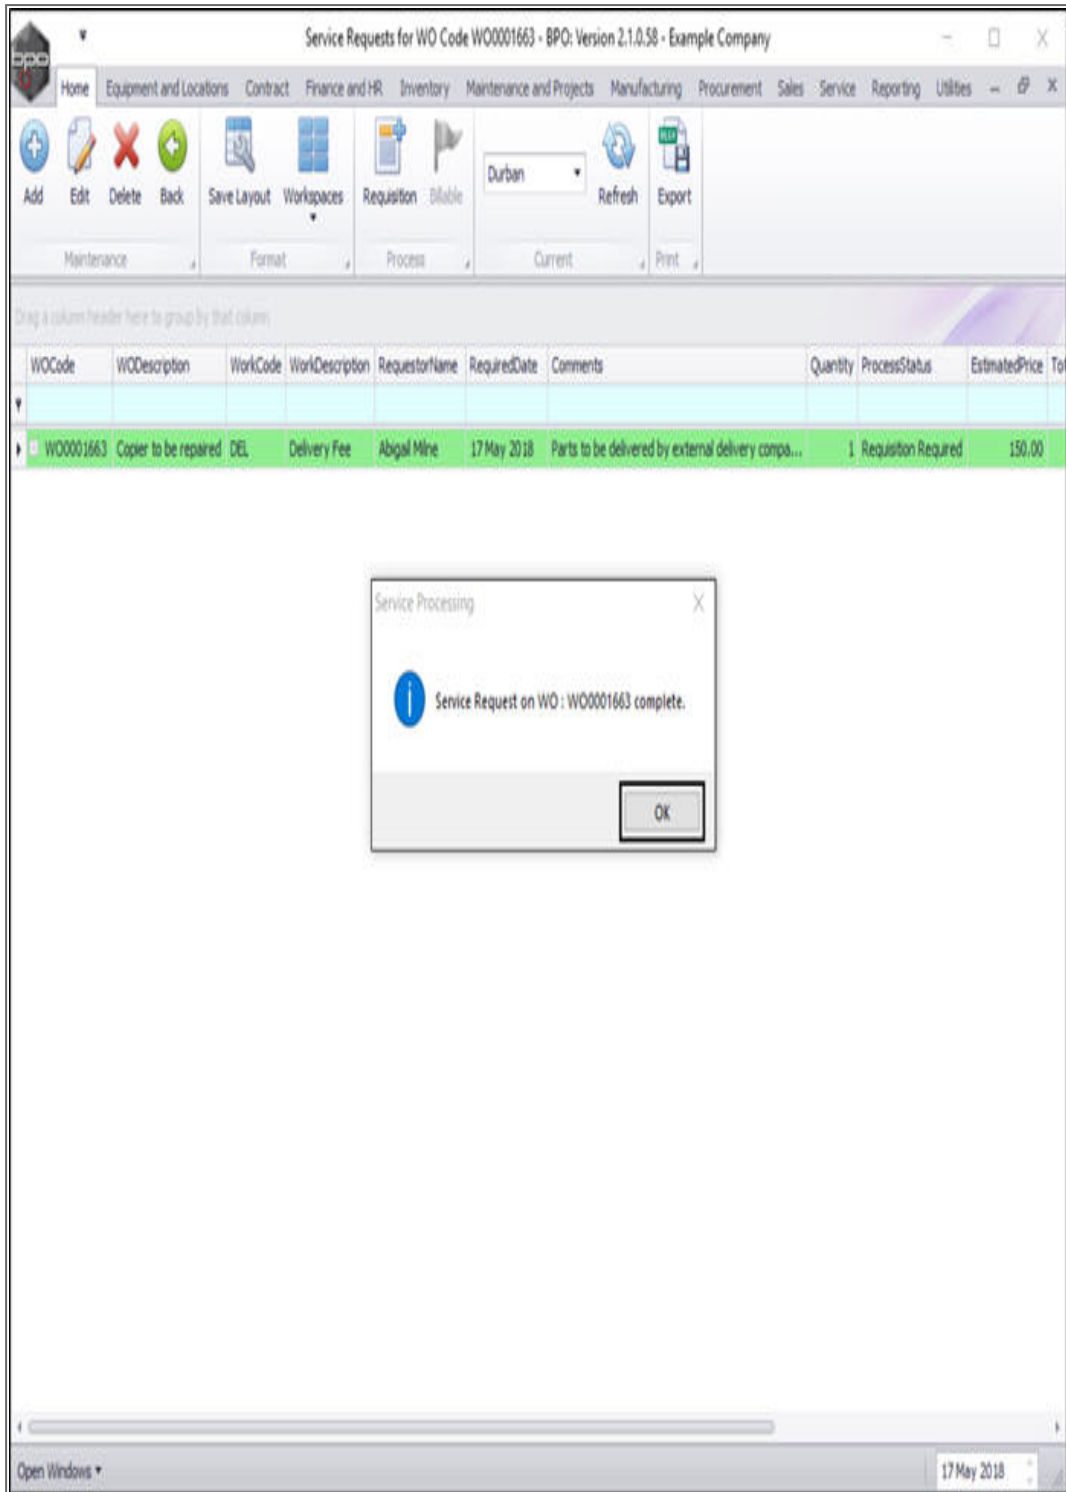 Service Requests for WO Code WO0001663 - BPO: Version 2.1.0.58 - Example Company
bpo
Home Equipment and Locations Contract Finance and HR Inventory Maintenance and Projects Manufacturing Procurement Sales Service Reporting Utilities
Add Edit Delete Back Save Layout Workspaces Requisition Billable Durban Refresh Export
Maintenance Format Process Current Print
Drag a column header here to group by that column
WOCode WODescription WorkCode WorkDescription RequestorName RequiredDate Comments Quantity ProcessStatus EstimatedPrice Tot
WO0001663 Copier to be repaired DEL Delivery Fee Abigail Milne 17 May 2018 Parts to be delivered by external delivery compa... 1 Requisition Required 150.00
Service Processing
Service Request on WO : WO0001663 complete.
OK
Open Windows 17 May 2018